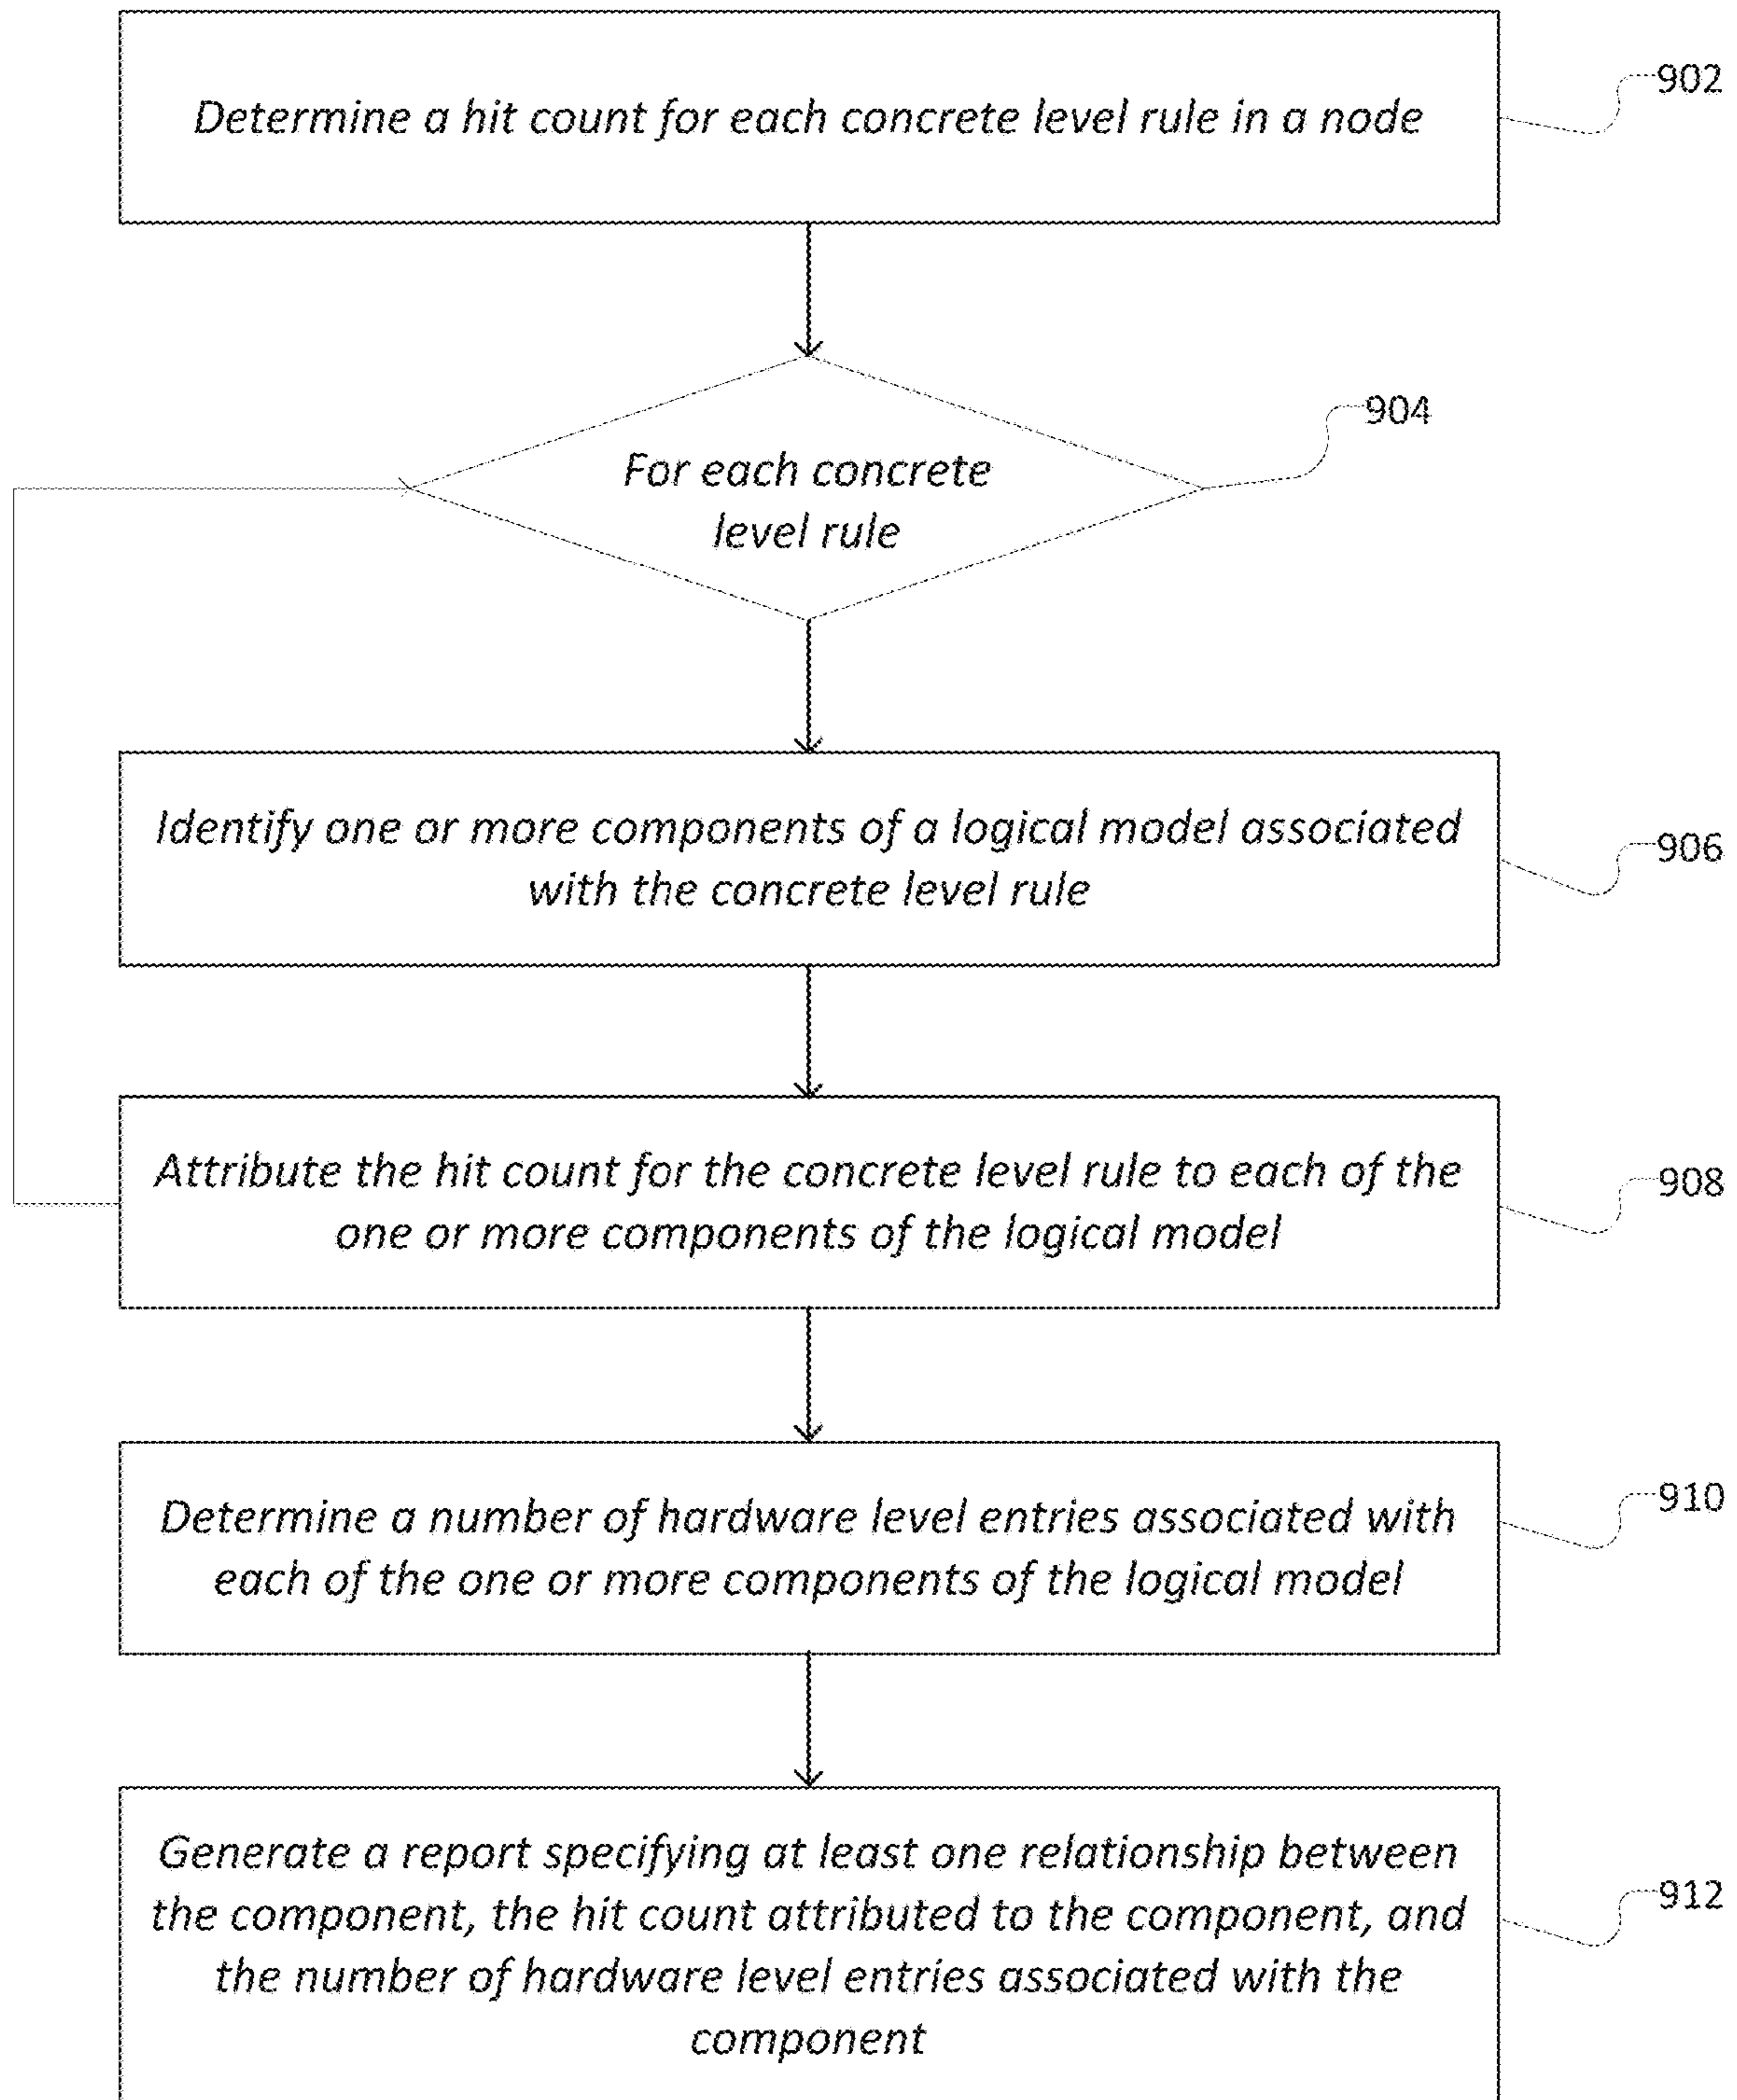 Determine a hit count for each concrete level rule in a node
902
For each concrete
level rule
904
Identify one or more components of a logical model associated
with the concrete level rule
906
Attribute the hit count for the concrete level rule to each of the
one or more components of the logical model
908
Determine a number of hardware level entries associated with
each of the one or more components of the logical model
910
Generate a report specifying at least one relationship between
the component, the hit count attributed to the component, and
the number of hardware level entries associated with the
component
912